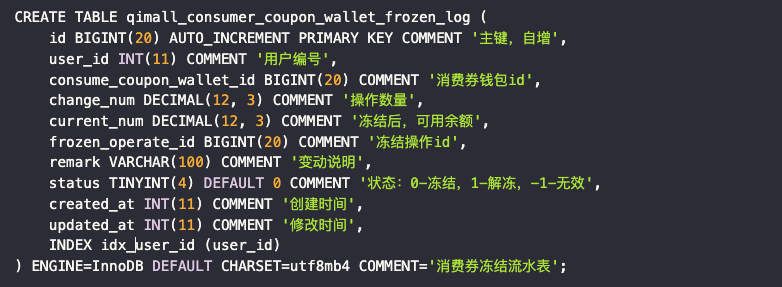 CREATE TABLE qimall_consumer_coupon_wallet_frozen_log (
    id BIGINT(20) AUTO_INCREMENT PRIMARY KEY COMMENT '主键，自增',
    user_id INT(11) COMMENT '用户编号',
    consume_coupon_wallet_id BIGINT(20) COMMENT '消费券钱包id',
    change_num DECIMAL(12, 3) COMMENT '操作数量',
    current_num DECIMAL(12, 3) COMMENT '冻结后，可用余额',
    frozen_operate_id BIGINT(20) COMMENT '冻结操作id',
    remark VARCHAR(100) COMMENT '变动说明',
    status TINYINT(4) DEFAULT 0 COMMENT '状态：0-冻结，1-解冻，-1-无效',
    created_at INT(11) COMMENT '创建时间',
    updated_at INT(11) COMMENT '修改时间',
    INDEX idx_user_id (user_id)
) ENGINE=InnoDB DEFAULT CHARSET=utf8mb4 COMMENT='消费券冻结流水表';